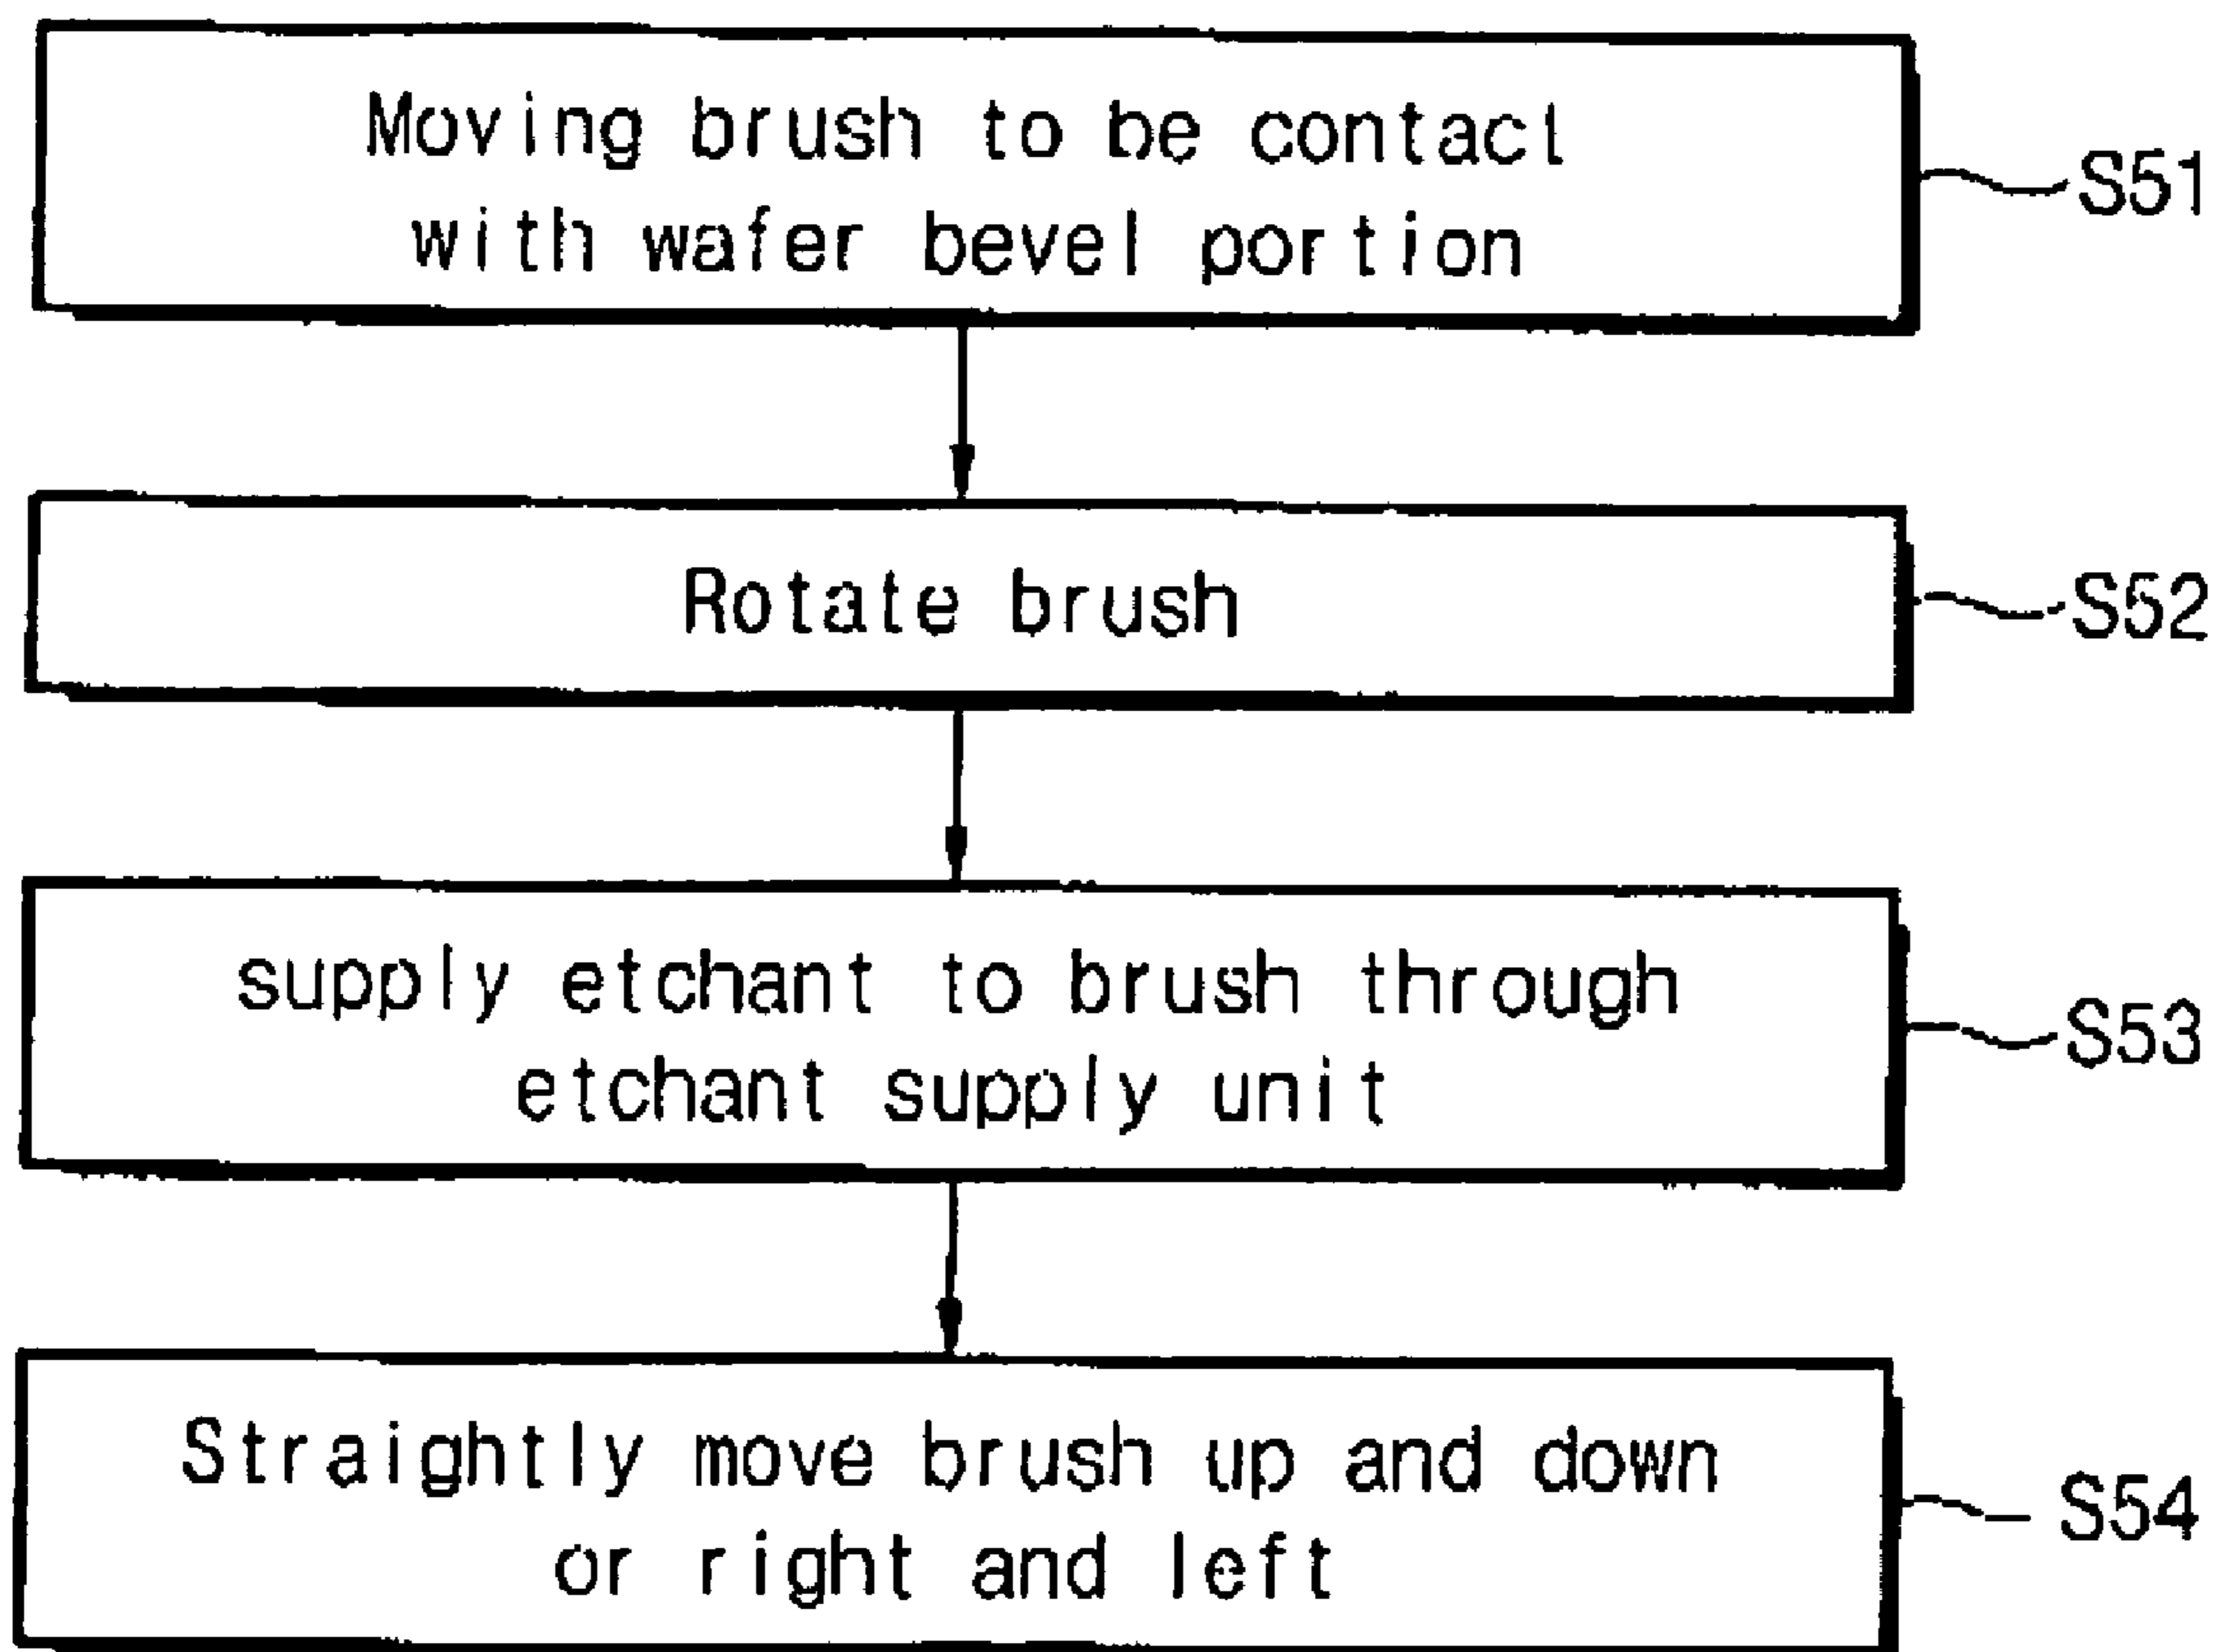 Moving brush to be contact
with wafer bevel portion
S51
Rotate brush
S52
supply etchant to brush through
etchant supply unit
S53
Straightly move brush up and down
or right and left
S54